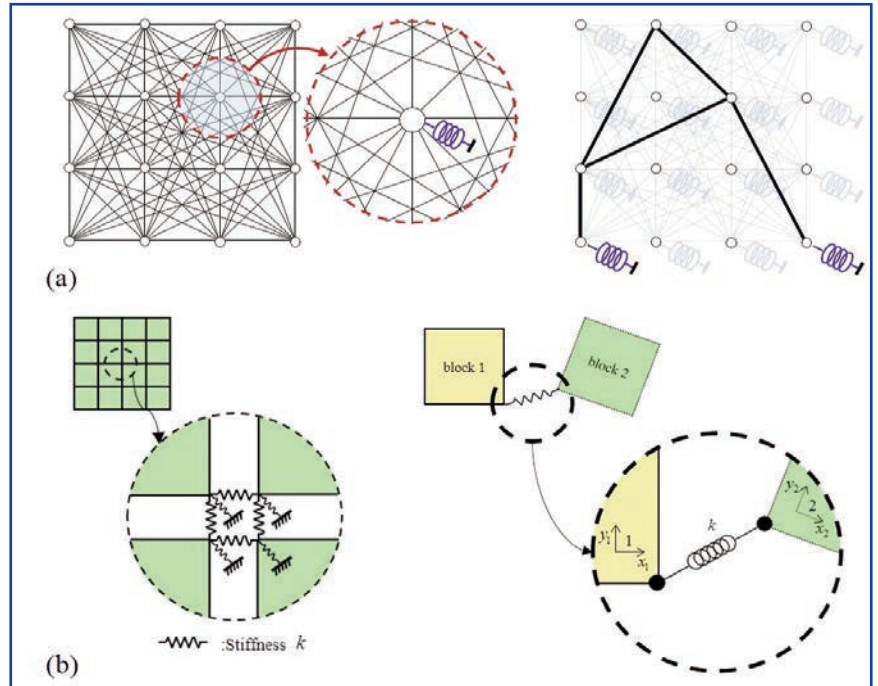 (a)
block 1
block 2
k
y₁
1
x₁
y₂
2
x₂
:Stiffness k
(b)